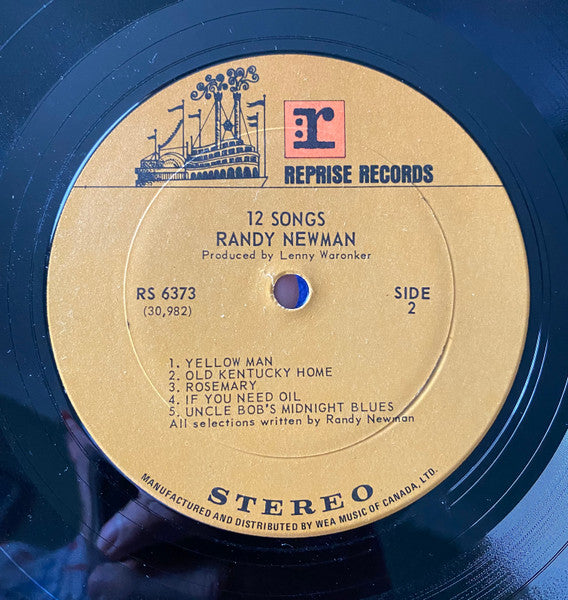 r
REPRISE RECORDS
12 SONGS
RANDY NEWMAN
Produced by Lenny Waronker
RS 6373
(30,982)
SIDE
2
1. YELLOW MAN
2. OLD KENTUCKY HOME
3. ROSEMARY
4. IF YOU NEED OIL
5. UNCLE BOB'S MIDNIGHT BLUES
All selections written by Randy Newman
STEREO
MANUFACTURED AND DISTRIBUTED BY WEA MUSIC OF CANADA, LTD.